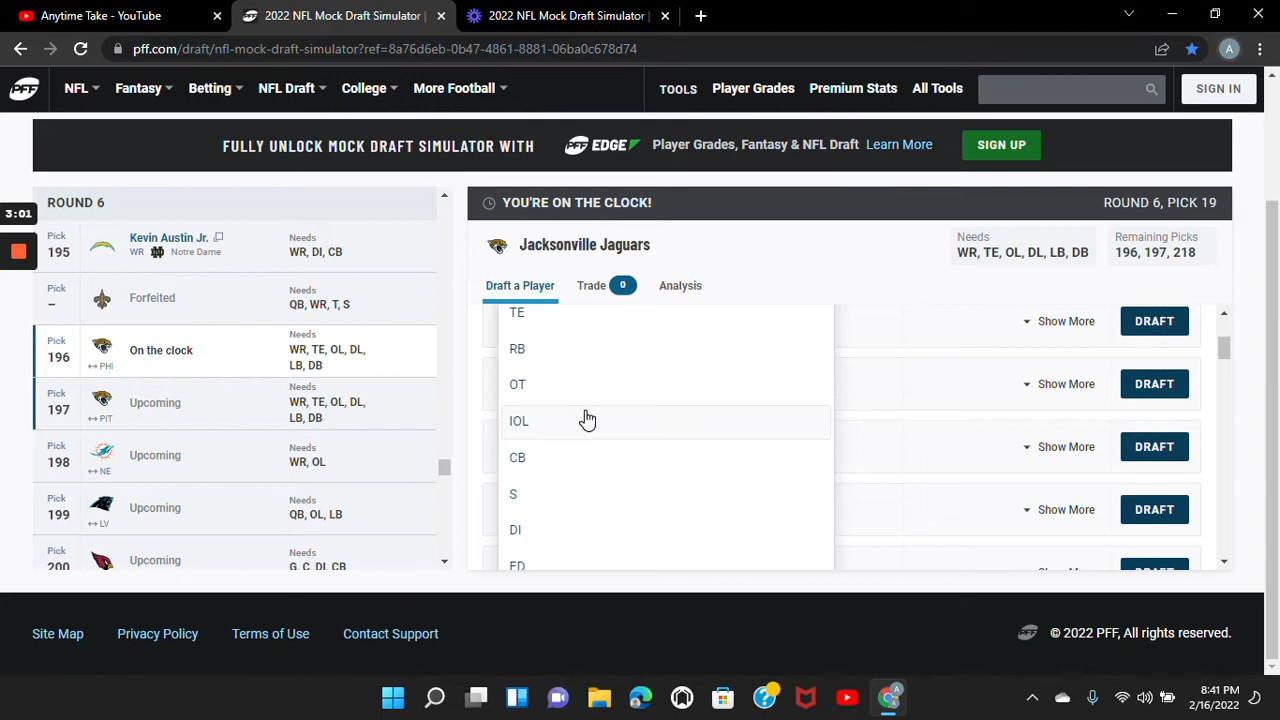 Anytime Take - YouTube
2022 NFL Mock Draft Simulator |
2022 NFL Mock Draft Simulator |
pff.com/draft/nfl-mock-draft-simulator?ref=8a76d6eb-0b47-4861-8881-06ba0c678d74
A
PFF
NFL
Fantasy
Betting
NFL Draft
College
More Football
TOOLS
Player Grades
Premium Stats
All Tools
SIGN IN
FULLY UNLOCK MOCK DRAFT SIMULATOR WITH
PFF EDGE
Player Grades, Fantasy & NFL Draft Learn More
SIGN UP
ROUND 6
3:01
Pick
195
Kevin Austin Jr.
WR
Notre Dame
Needs
WR, DI, CB
Pick
–
Forfeited
Needs
QB, WR, T, S
Pick
196
↔ PHI
On the clock
Needs
WR, TE, OL, DL,
LB, DB
Pick
197
↔ PIT
Upcoming
Needs
WR, TE, OL, DL,
LB, DB
Pick
198
↔ NE
Upcoming
Needs
WR, OL
Pick
199
↔ LV
Upcoming
Needs
QB, OL, LB
Pick
200
Upcoming
Needs
G, C, DI, CB
YOU'RE ON THE CLOCK!
ROUND 6, PICK 19
Jacksonville Jaguars
Needs
WR, TE, OL, DL, LB, DB
Remaining Picks
196, 197, 218
Draft a Player
Trade
0
Analysis
TE
RB
OT
IOL
CB
S
DI
ED
Show More
DRAFT
Show More
DRAFT
Show More
DRAFT
Show More
DRAFT
Show More
DRAFT
Site Map
Privacy Policy
Terms of Use
Contact Support
PFF
© 2022 PFF, All rights reserved.
A
8:41 PM
2/16/2022